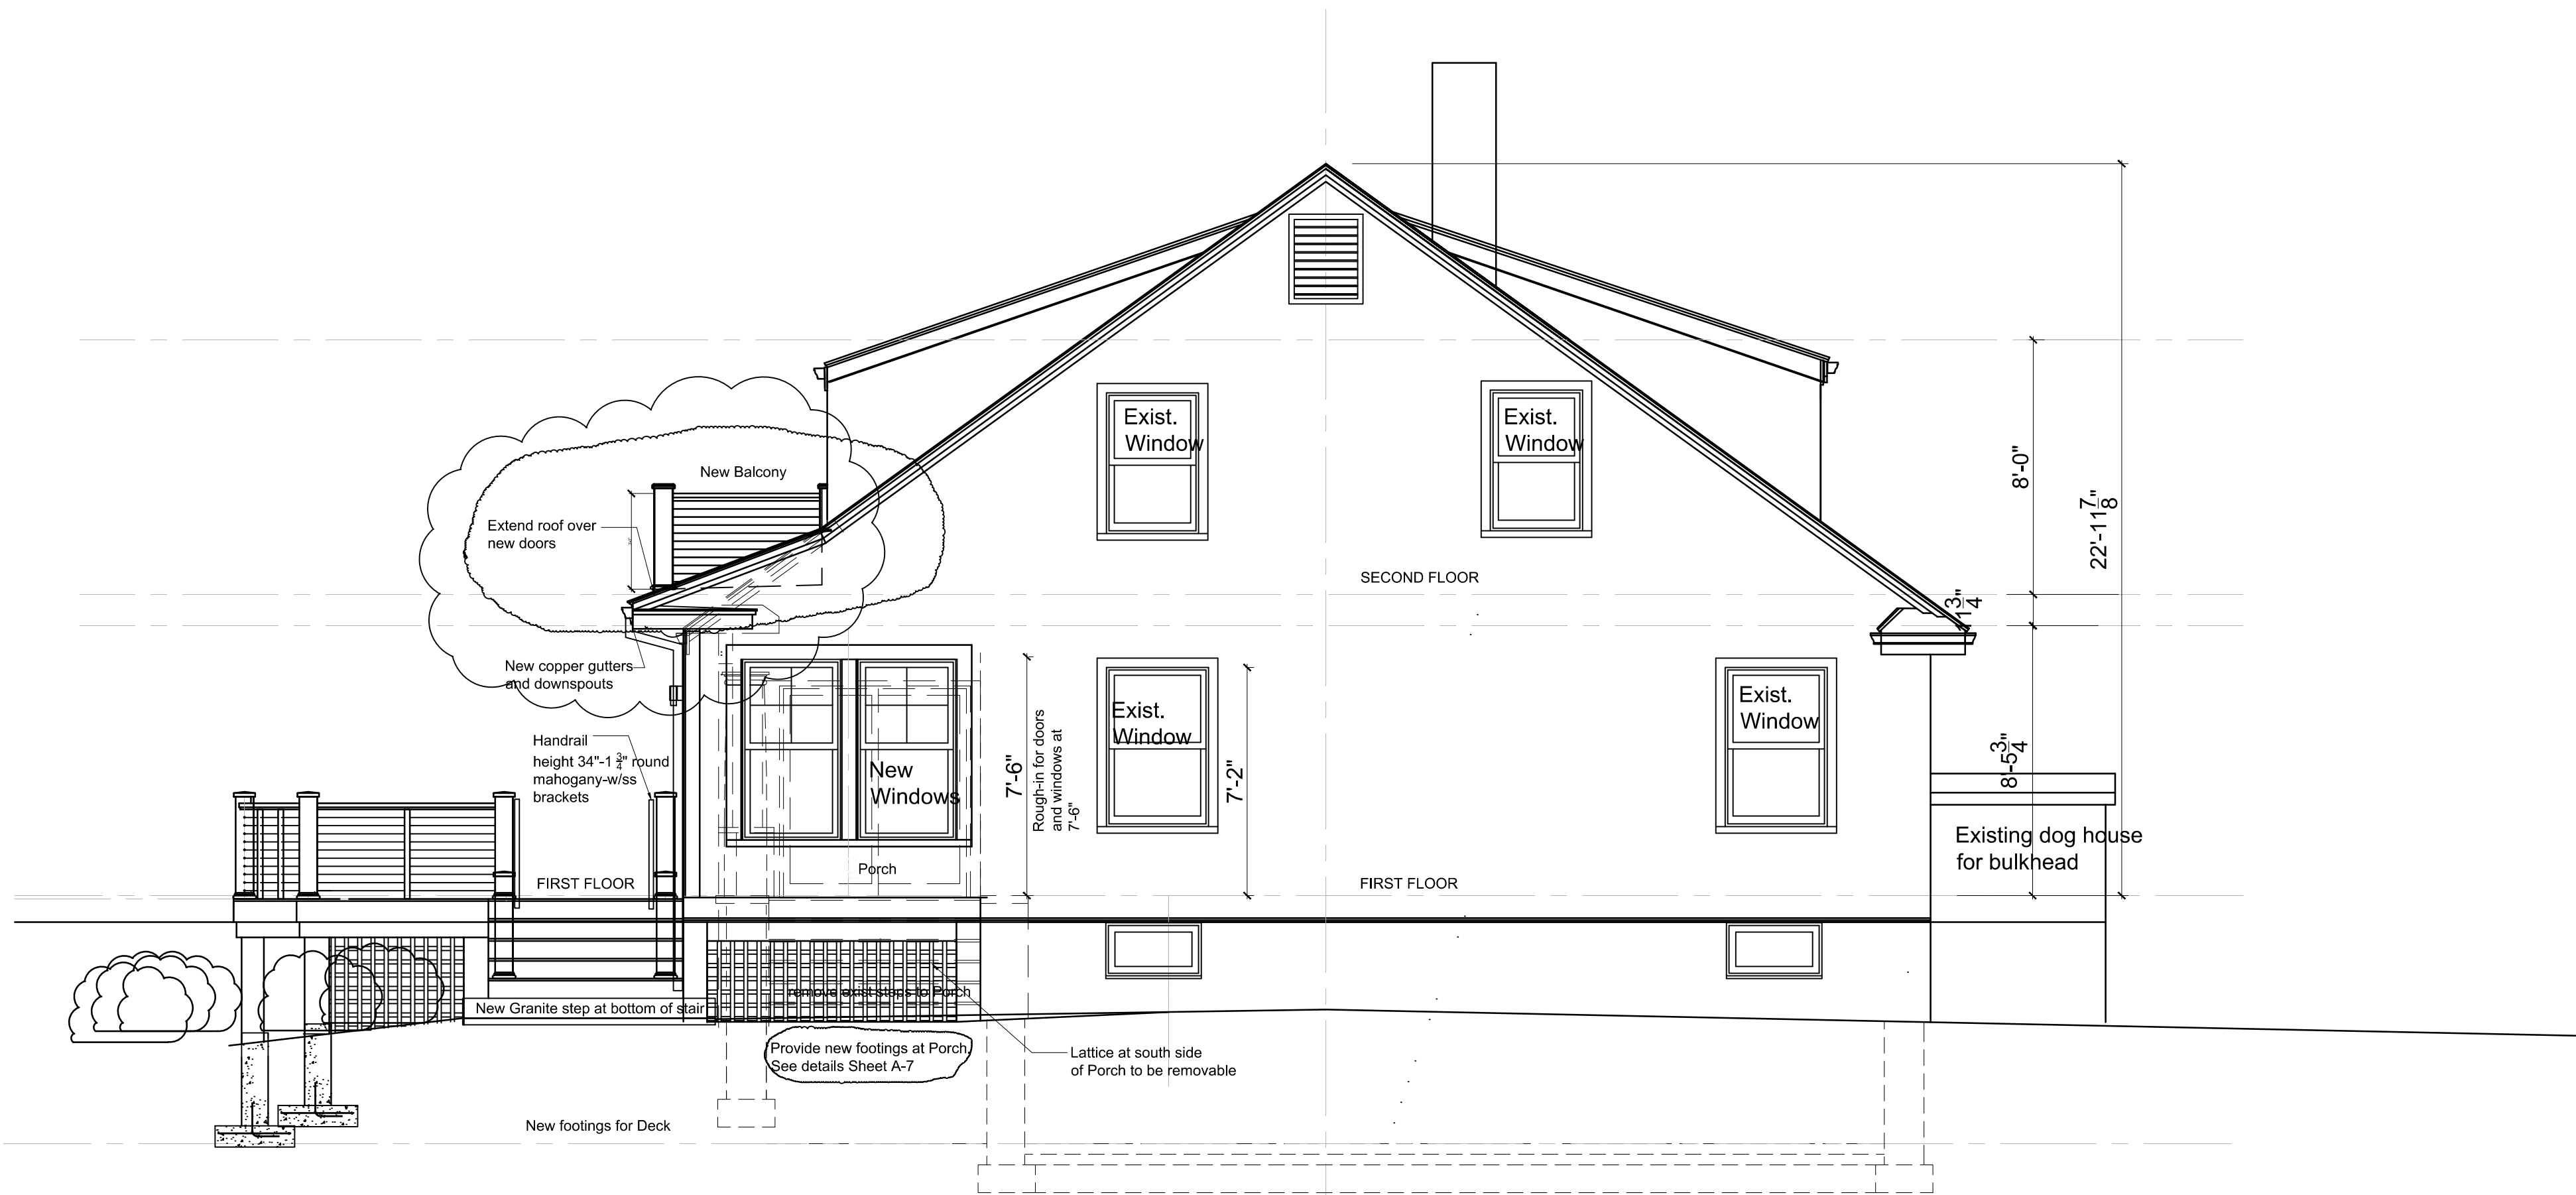 Exist.
Window
Exist.
Window
8'-0"
22'-11 7/8"
New Balcony
Extend roof over
new doors
SECOND FLOOR
1 3/4
New copper gutters
and downspouts
Exist.
Window
Exist.
Window
Handrail
height 34"-1 3/4" round
mahogany-w/ss
brackets
New
Windows
7'-6"
Rough-in for doors
and windows at
7'-6"
7'-2"
8'-5 3/4"
Existing dog house
for bulkhead
Porch
FIRST FLOOR
FIRST FLOOR
remove exist steps to Porch
New Granite step at bottom of stair
Provide new footings at Porch,
See details Sheet A-7
Lattice at south side
of Porch to be removable
New footings for Deck